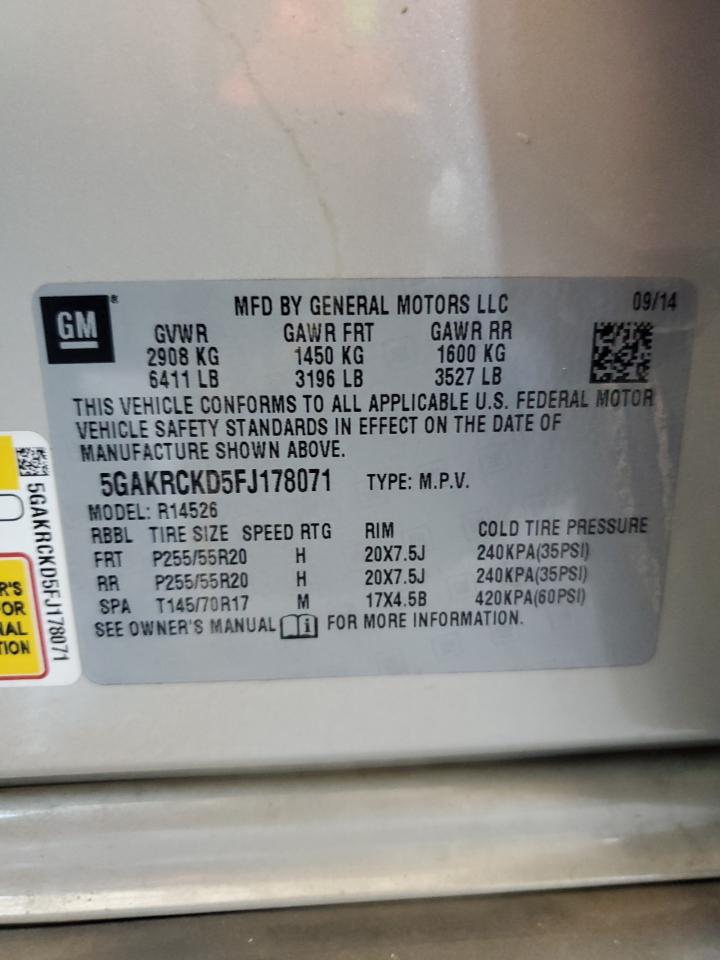 GM ® MFD BY GENERAL MOTORS LLC 09/14
GVWR GAWR FRT GAWR RR
2908 KG 1450 KG 1600 KG
6411 LB 3196 LB 3527 LB
THIS VEHICLE CONFORMS TO ALL APPLICABLE U.S. FEDERAL MOTOR
VEHICLE SAFETY STANDARDS IN EFFECT ON THE DATE OF
MANUFACTURE SHOWN ABOVE.
5GAKRCKD5FJ178071 TYPE: M.P.V.
MODEL: R14526
RBBL TIRE SIZE SPEED RTG RIM COLD TIRE PRESSURE
FRT P255/55R20 H 20X7.5J 240KPA(35PSI)
RR P255/55R20 H 20X7.5J 240KPA(35PSI)
SPA T145/70R17 M 17X4.5B 420KPA(60PSI)
SEE OWNER'S MANUAL i FOR MORE INFORMATION.
5GAKRCKD5FJ178071
R'S
OR